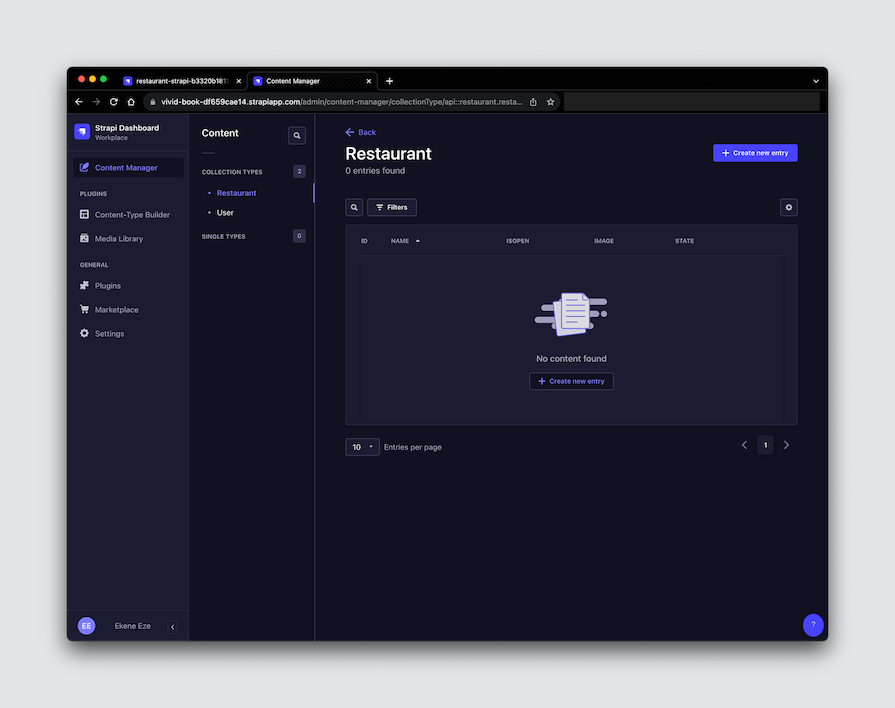 restaurant-strapi-b3320b1811
Content Manager
vivid-book-df659cae14.strapiapp.com/admin/content-manager/collectionType/api::restaurant.resta...
Strapi Dashboard
Workplace
Content Manager
PLUGINS
Content-Type Builder
Media Library
GENERAL
Plugins
Marketplace
Settings
EE
Ekene Eze
Content
COLLECTION TYPES
2
Restaurant
User
SINGLE TYPES
0
Back
Restaurant
0 entries found
Create new entry
Filters
ID NAME ISOPEN IMAGE STATE
No content found
Create new entry
10 Entries per page
1
?